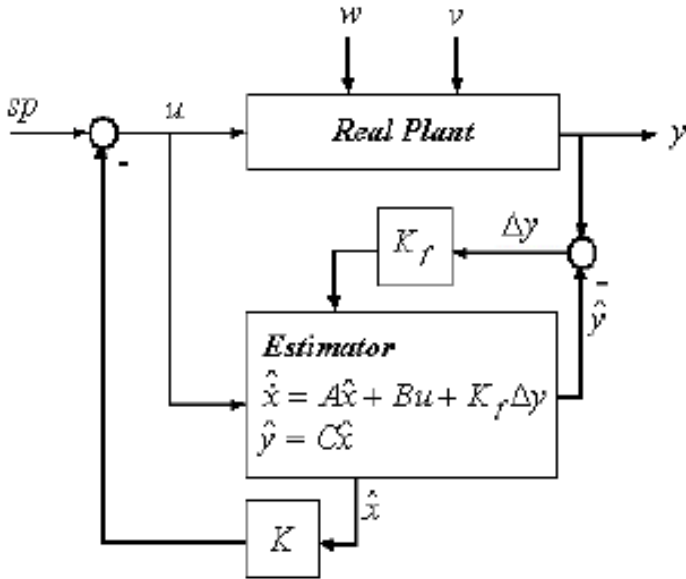 w v
sp u
Real Plant
y
-
K_f Δy
-
ŷ
Estimator
x̂̇ = Ax̂ + Bu + K_f Δy
ŷ = Cx̂
x̂
K